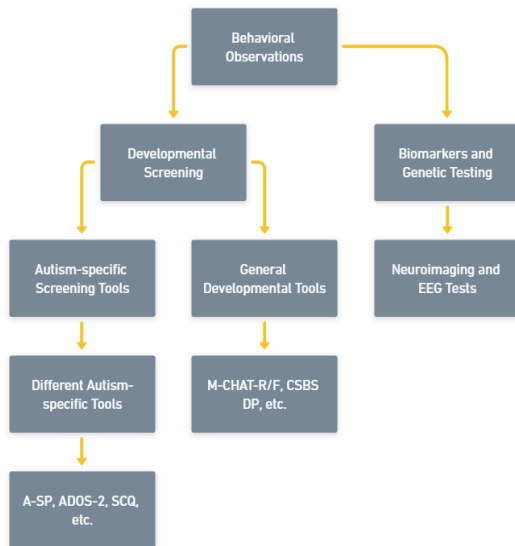 Behavioral
Observations
Developmental
Screening
Biomarkers and
Genetic Testing
Autism-specific
Screening Tools
General
Developmental Tools
Neuroimaging and
EEG Tests
Different Autism-
specific Tools
M-CHAT-R/F, CSBS
DP, etc.
A-SP, ADOS-2, SCQ,
etc.